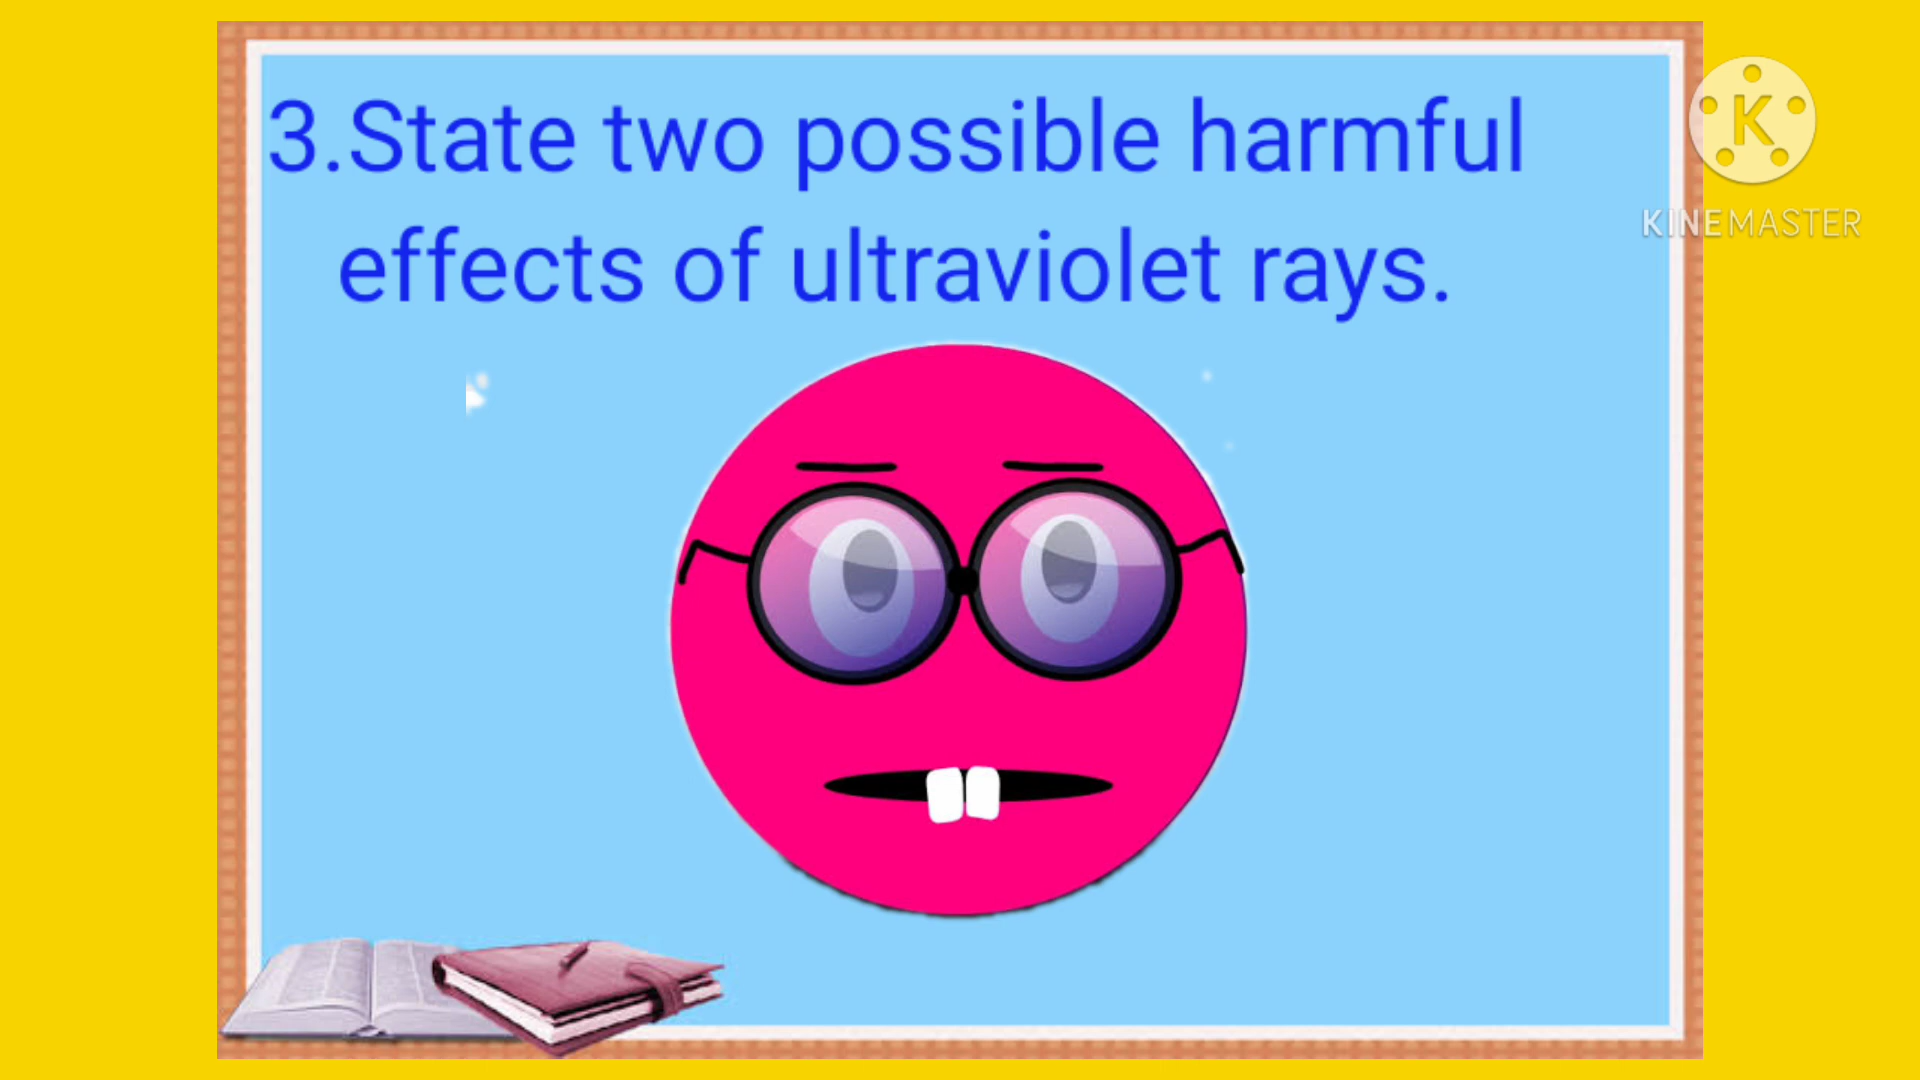 3.State two possible harmful
effects of ultraviolet rays.
K
KINEMASTER